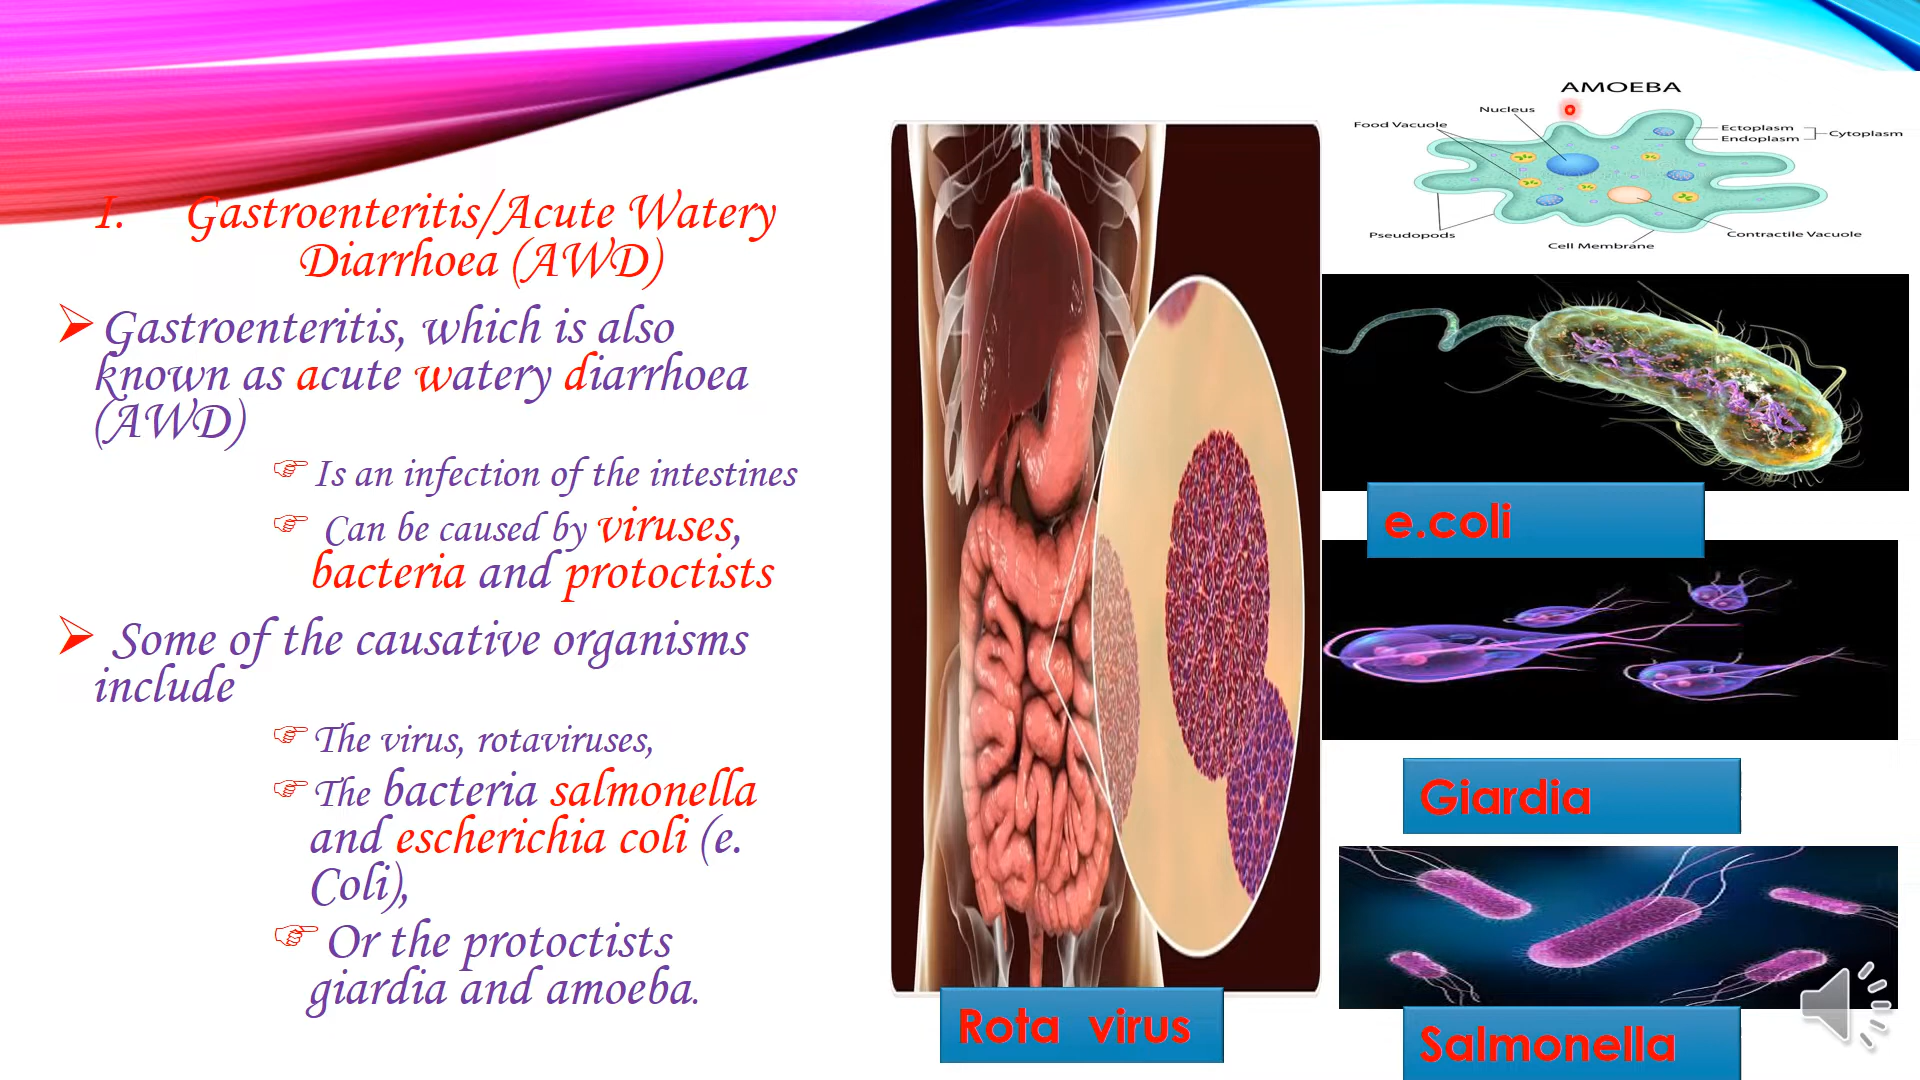 I. Gastroenteritis/Acute Watery
Diarrhoea (AWD)
Gastroenteritis, which is also
known as acute watery diarrhoea
(AWD)
Is an infection of the intestines
Can be caused by viruses,
bacteria and protoctists
Some of the causative organisms
include
The virus, rotaviruses,
The bacteria salmonella
and escherichia coli (e.
Coli),
Or the protoctists
giardia and amoeba.
Rota virus
AMOEBA
Nucleus
Food Vacuole
Ectoplasm
Endoplasm
Cytoplasm
Pseudopods
Cell Membrane
Contractile Vacuole
e.coli
Giardia
Salmonella